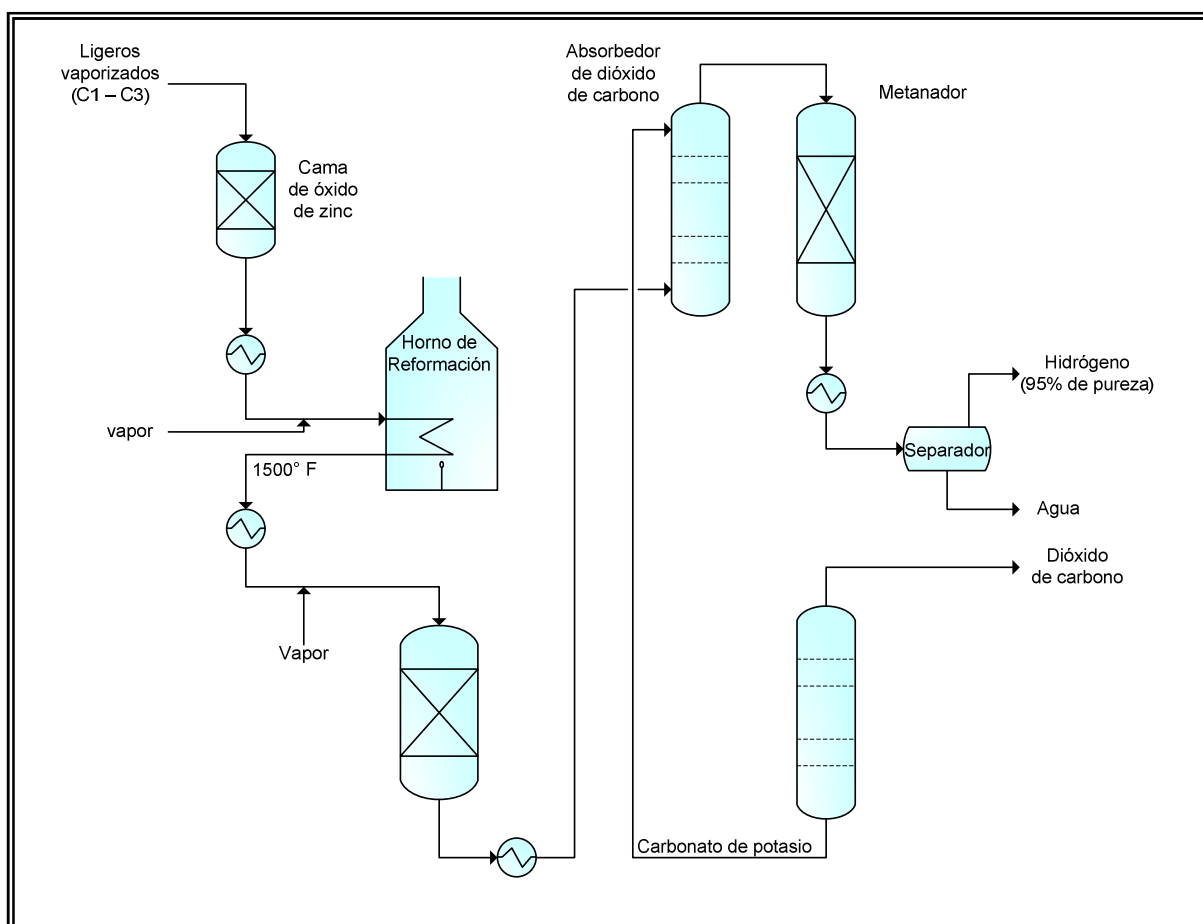 Ligeros
vaporizados
(C1 – C3)
Cama
de óxido
de zinc
Horno de
Reformación
vapor
1500° F
Vapor
Absorbedor
de dióxido
de carbono
Metanador
Hidrógeno
(95% de pureza)
Separador
Agua
Dióxido
de carbono
Carbonato de potasio